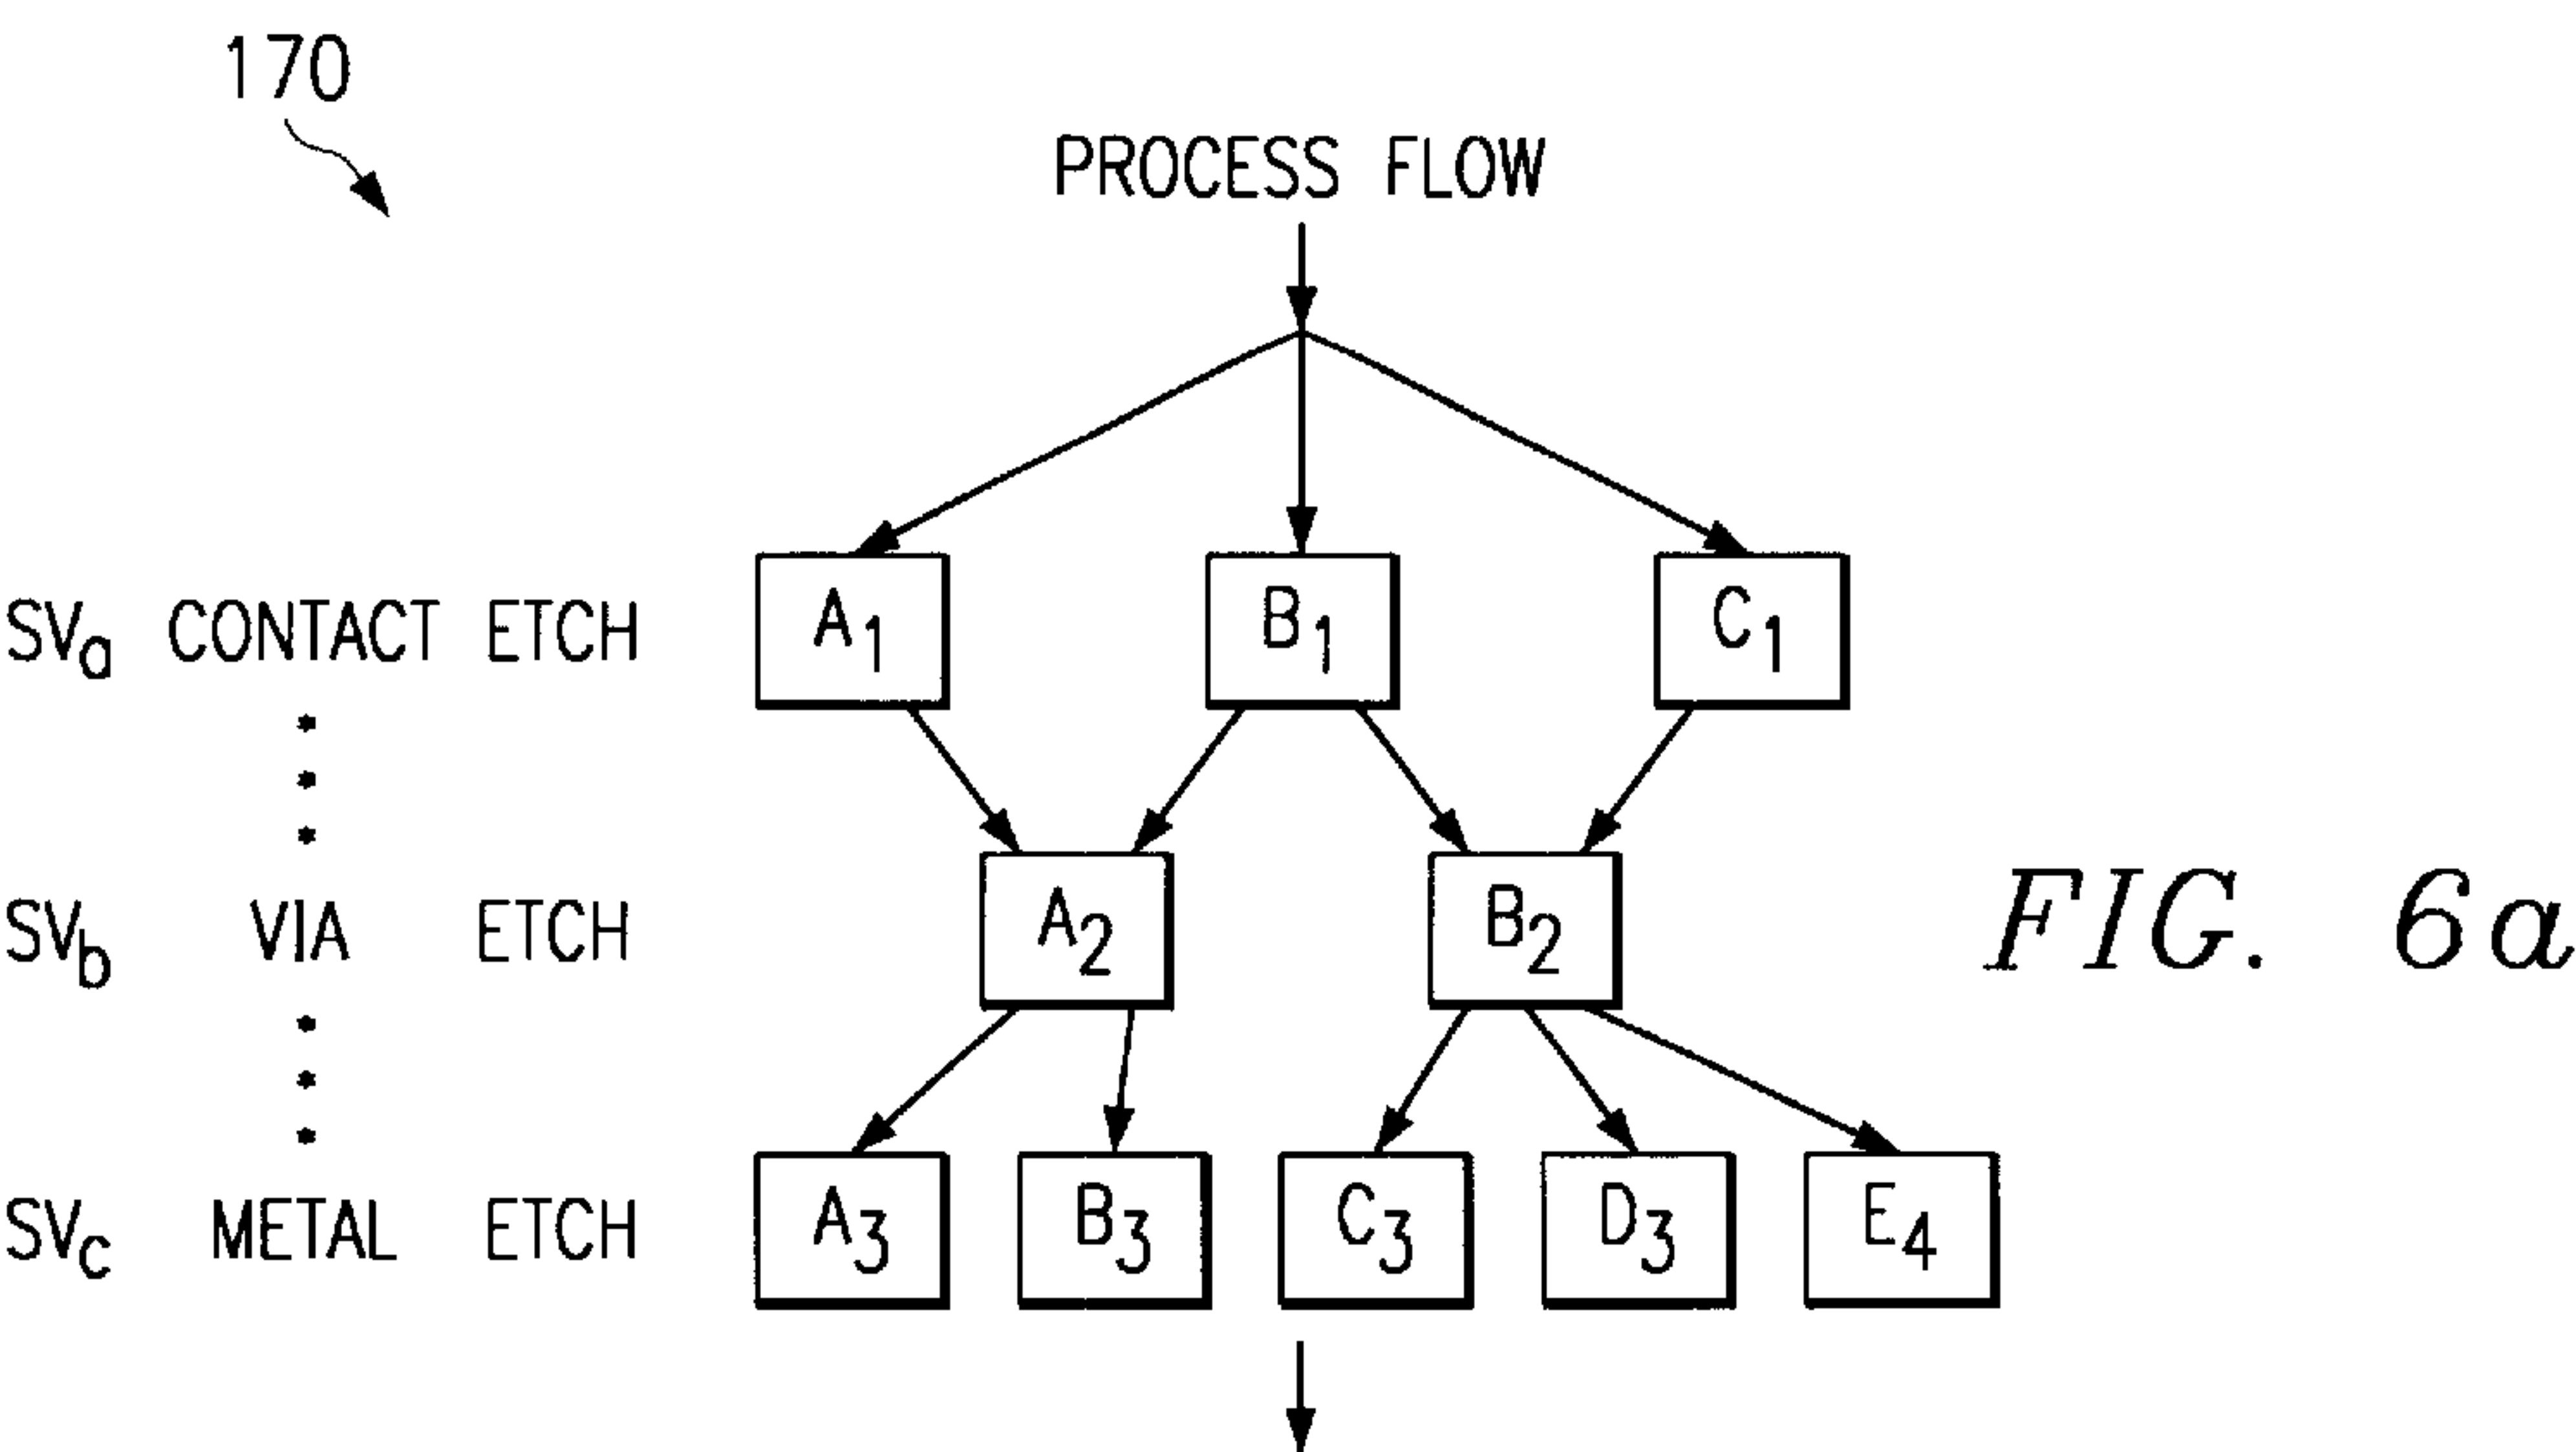 170
PROCESS FLOW
SVa CONTACT ETCH A1 B1 C1
SVb VIA ETCH A2 B2
FIG. 6a
SVc METAL ETCH A3 B3 C3 D3 E4